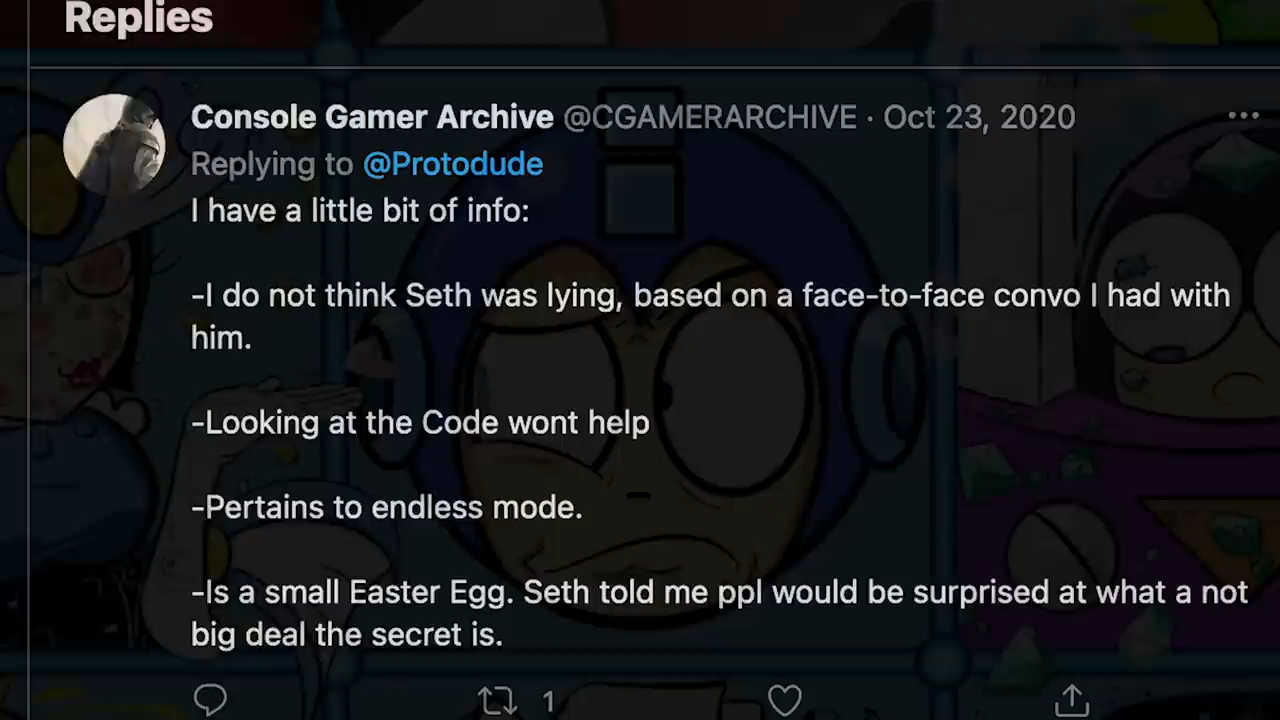 Replies
Console Gamer Archive @CGAMERARCHIVE · Oct 23, 2020
Replying to @Protodude
I have a little bit of info:
-I do not think Seth was lying, based on a face-to-face convo I had with
him.
-Looking at the Code wont help
-Pertains to endless mode.
-Is a small Easter Egg. Seth told me ppl would be surprised at what a not
big deal the secret is.
1